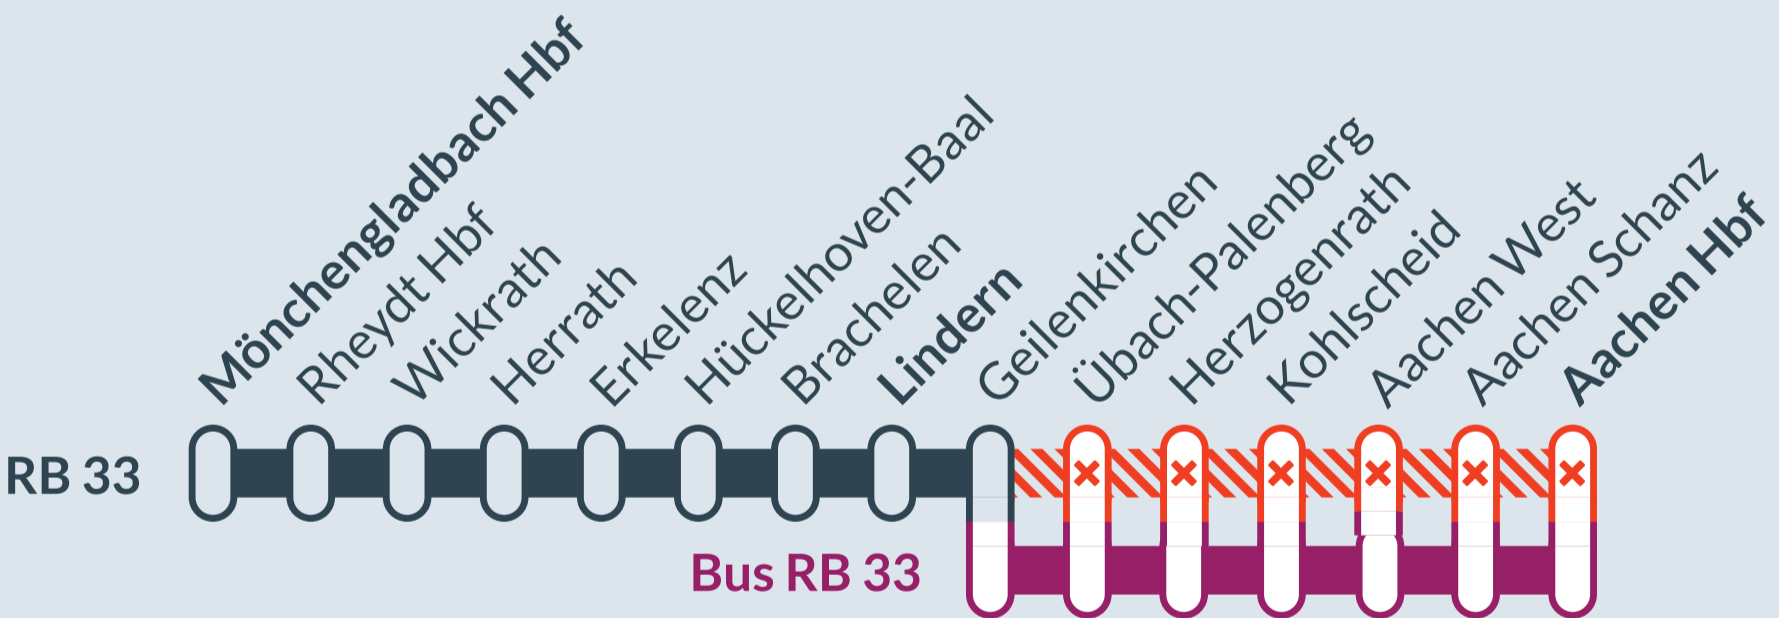 Mönchengladbach Hbf
Rheydt Hbf
Wickrath
Herrath
Erkelenz
Hückelhoven-Baal
Brachelen
Lindern
Geilenkirchen
Übach-Palenberg
Herzogenrath
Kohlscheid
Aachen West
Aachen Schanz
Aachen Hbf
RB 33
Bus RB 33